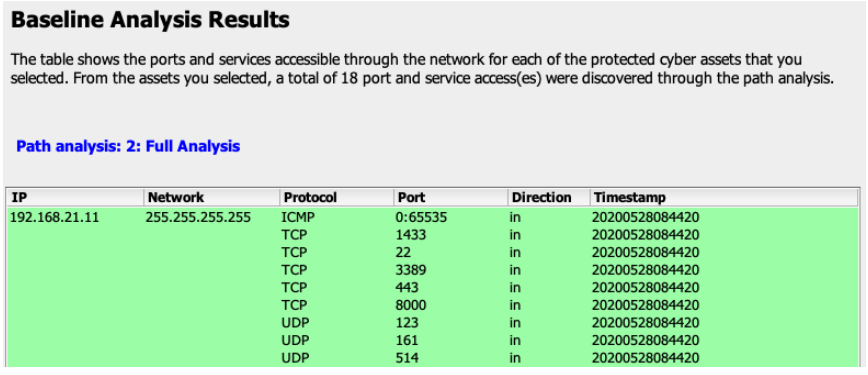 Baseline Analysis Results
The table shows the ports and services accessible through the network for each of the protected cyber assets that you
selected. From the assets you selected, a total of 18 port and service access(es) were discovered through the path analysis.
Path analysis: 2: Full Analysis
IP Network Protocol Port Direction Timestamp
192.168.21.11 255.255.255.255 ICMP 0:65535 in 20200528084420
TCP 1433 in 20200528084420
TCP 22 in 20200528084420
TCP 3389 in 20200528084420
TCP 443 in 20200528084420
TCP 8000 in 20200528084420
UDP 123 in 20200528084420
UDP 161 in 20200528084420
UDP 514 in 20200528084420